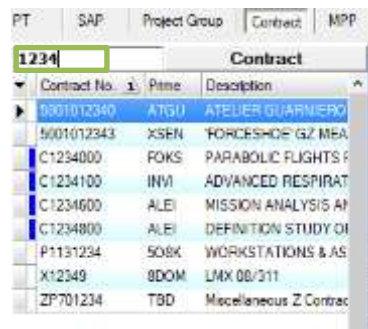 PT SAP Project Group Contract MPP
1234 Contract
Contract No. 1 Prime Description
5001012340 ATGU ATELIER GUARNIERO
5001012343 XSEN 'FORCESHOE' GZ MEA
C1234000 FOKS PARABOLIC FLIGHTS F
C1234100 INVI ADVANCED RESPIRAT
C1234600 ALEI MISSION ANALYSIS AN
C1234800 ALEI DEFINITION STUDY OF
P1131234 508K WORKSTATIONS & AS
X12349 8DOM LMX 08/311
ZP701234 TBD Miscellaneous Z Contrac